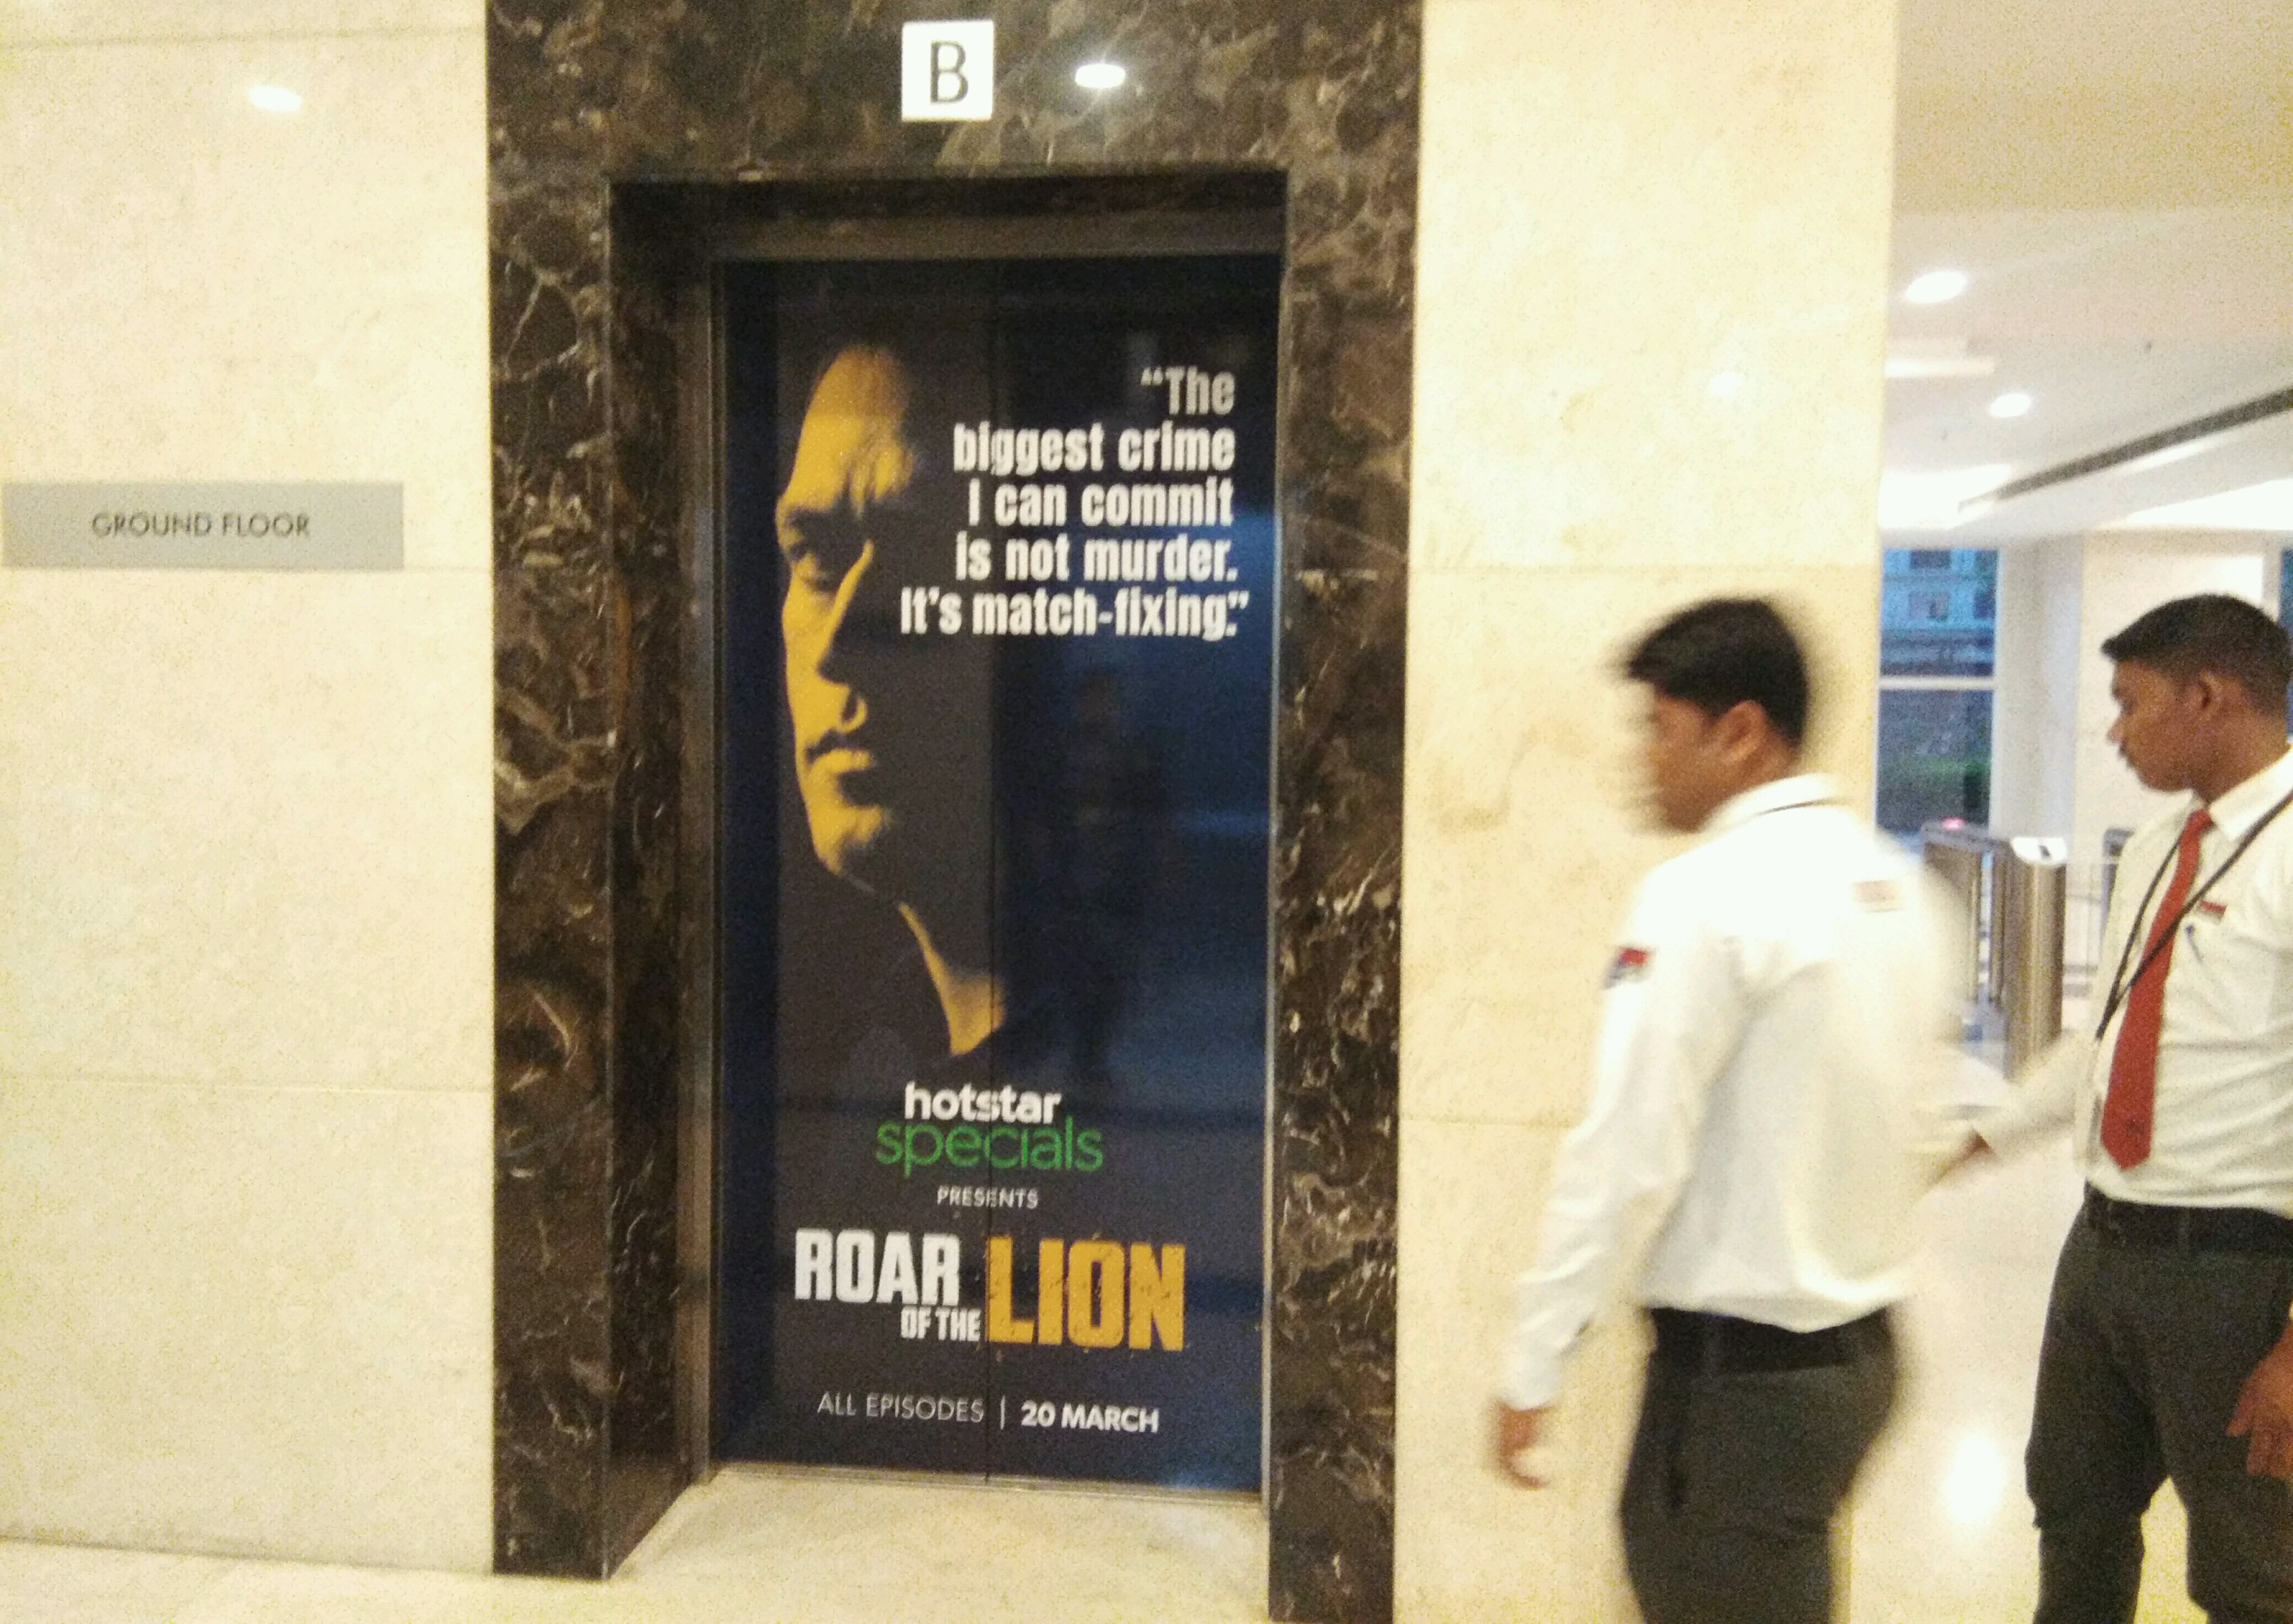 B
GROUND FLOOR
“The
biggest crime
I can commit
is not murder.
It's match-fixing.”
hotstar
specials
PRESENTS
ROAR
OF THE LION
ALL EPISODES | 20 MARCH